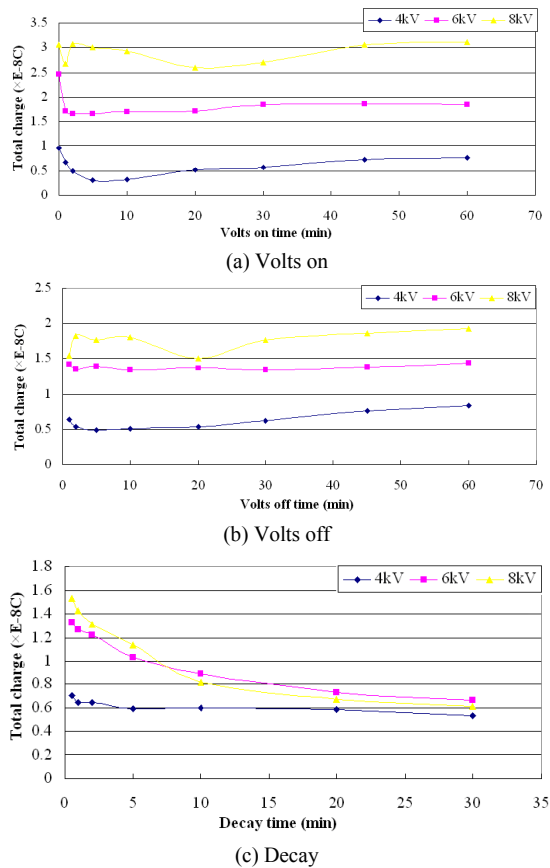 4kV 6kV 8kV
Total charge (×E-8C)
3.5
3
2.5
2
1.5
1
0.5
0
0 10 20 30 40 50 60 70
Volts on time (min)
(a) Volts on
4kV 6kV 8kV
Total charge (×E-8C)
2.5
2
1.5
1
0.5
0
0 10 20 30 40 50 60 70
Volts off time (min)
(b) Volts off
4kV 6kV 8kV
Total charge (×E-8C)
1.8
1.6
1.4
1.2
1
0.8
0.6
0.4
0.2
0
0 5 10 15 20 25 30 35
Decay time (min)
(c) Decay